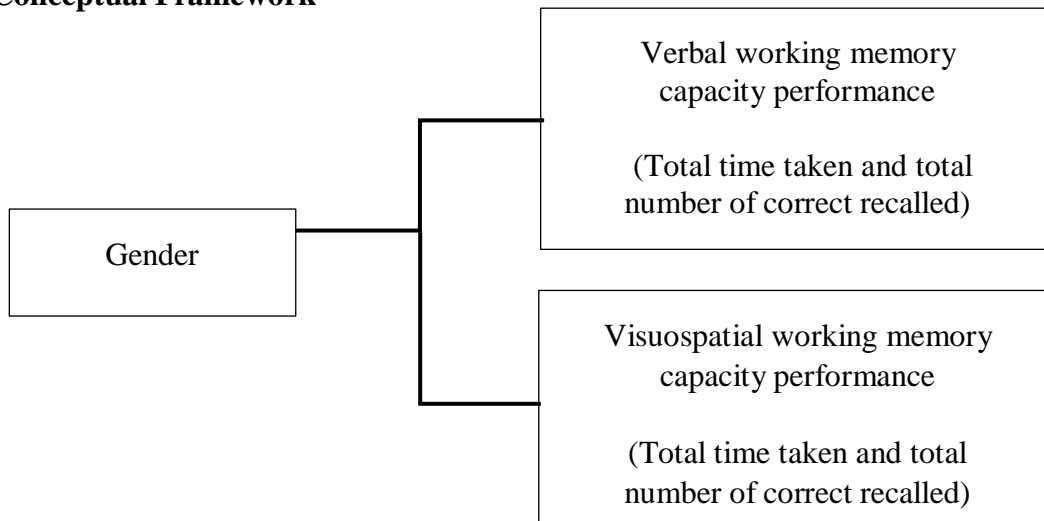 Conceptual Framework
Verbal working memory
capacity performance
(Total time taken and total
number of correct recalled)
Gender
Visuospatial working memory
capacity performance
(Total time taken and total
number of correct recalled)